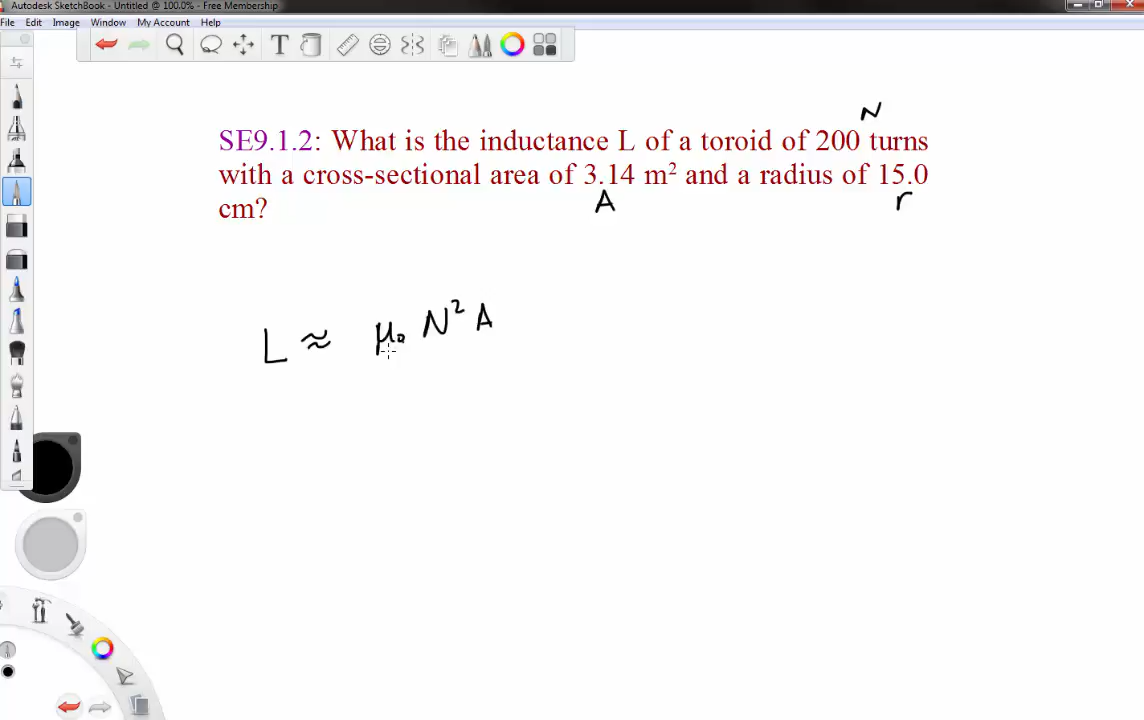 Autodesk SketchBook - Untitled @ 100.0% - Free Membership
File Edit Image Window My Account Help
T
N
SE9.1.2: What is the inductance L of a toroid of 200 turns
with a cross-sectional area of 3.14 m² and a radius of 15.0
A r
cm?
L ≈ μ₀ N² A